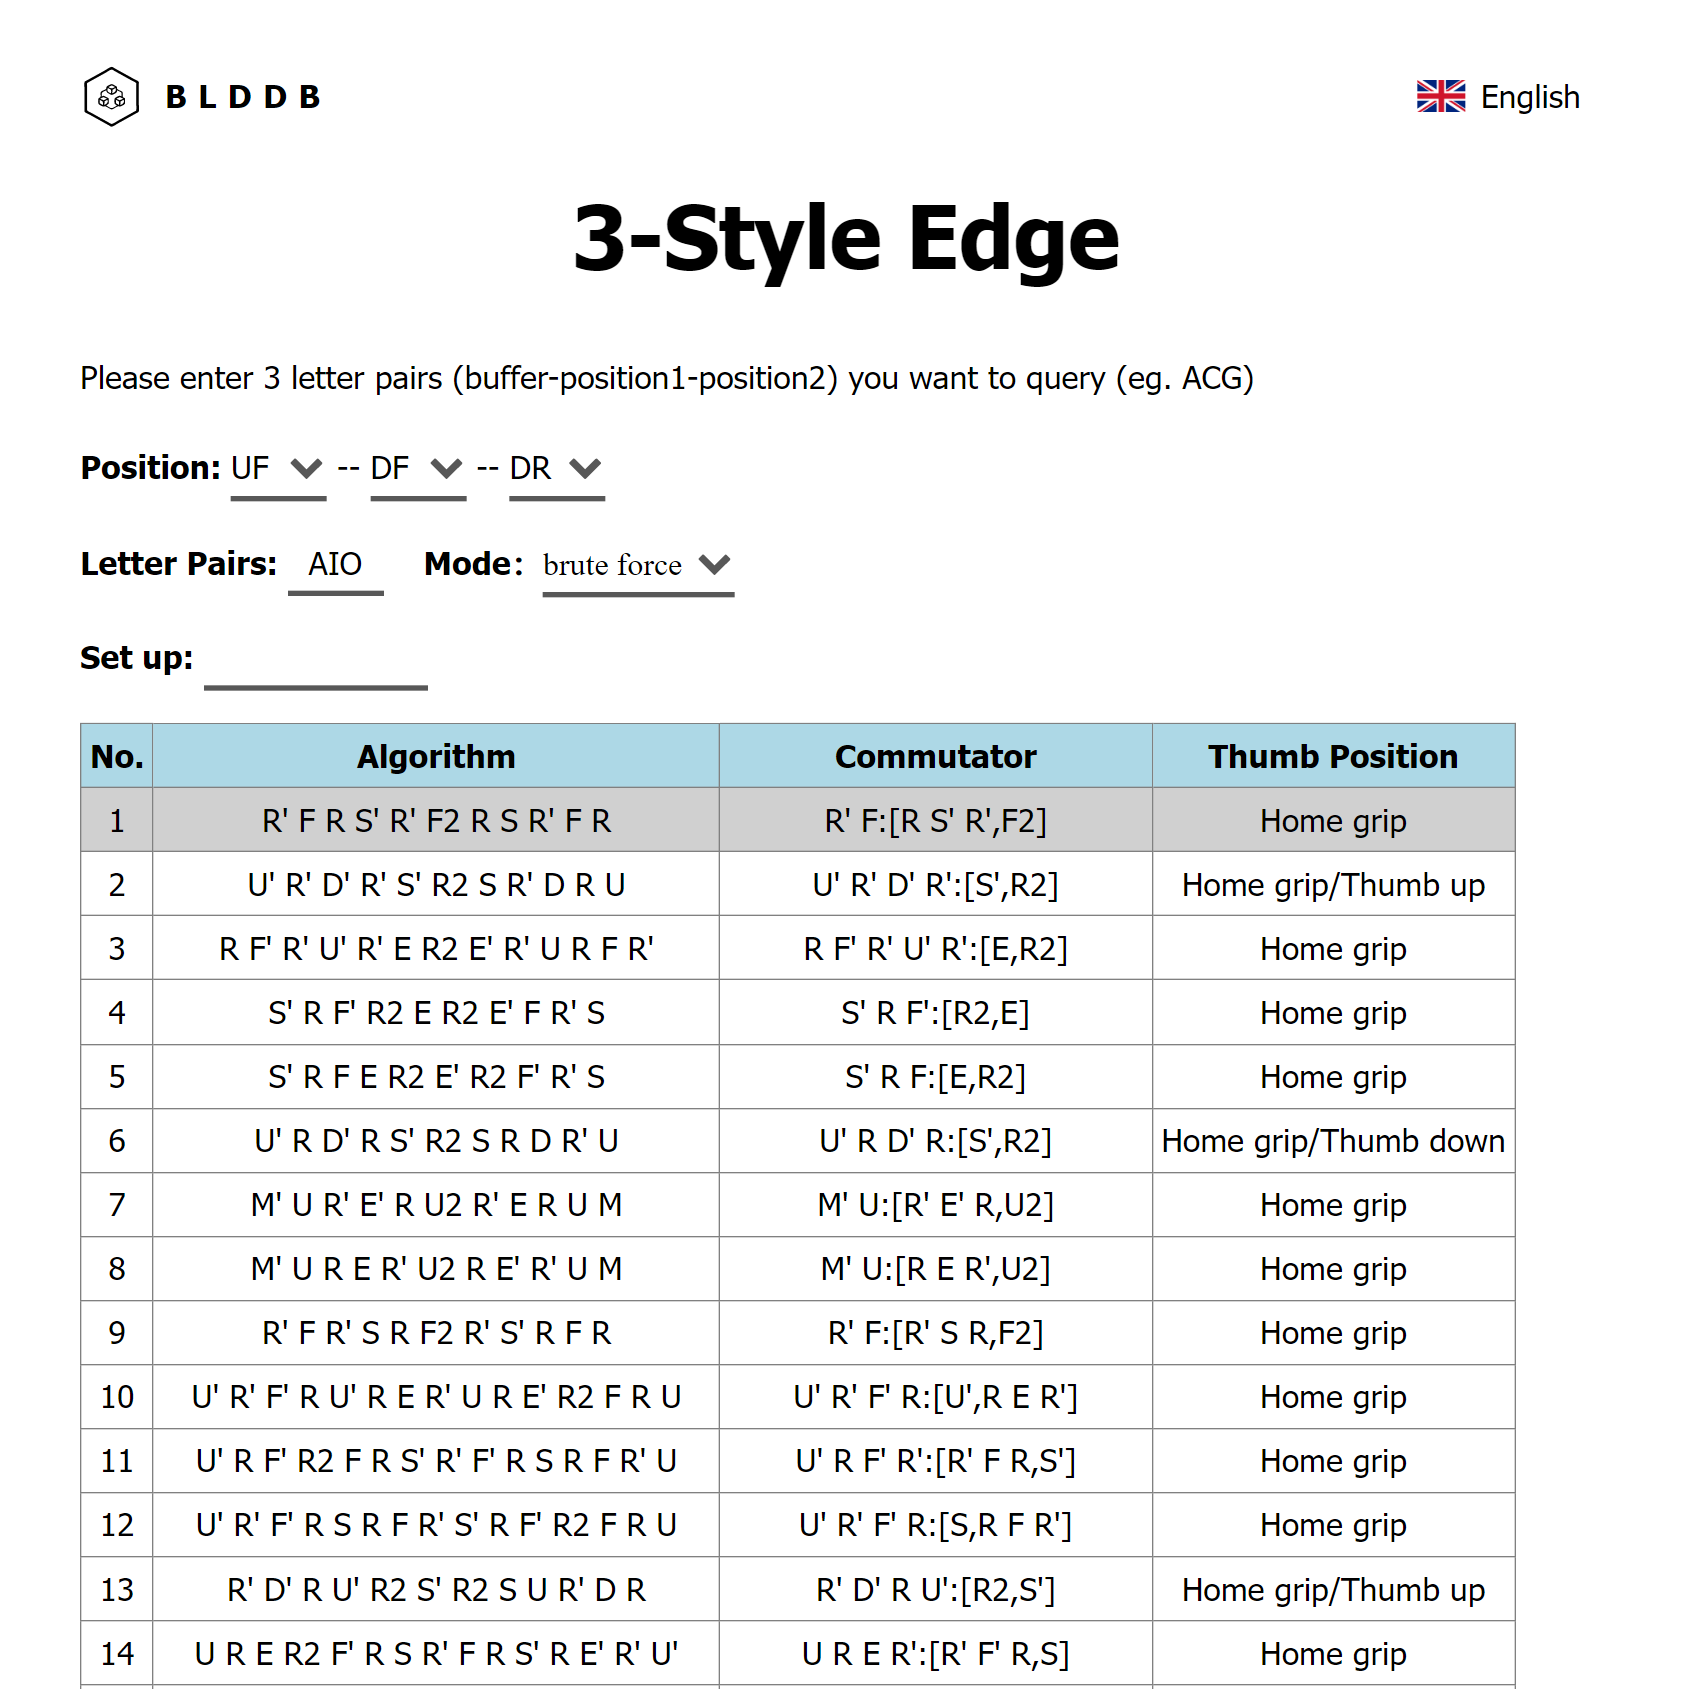 BLDDB English
3-Style Edge
Please enter 3 letter pairs (buffer-position1-position2) you want to query (eg. ACG)
Position: UF -- DF -- DR
Letter Pairs: AIO Mode: brute force
Set up:
No. Algorithm Commutator Thumb Position
1 R' F R S' R' F2 R S R' F R R' F:[R S' R',F2] Home grip
2 U' R' D' R' S' R2 S R' D R U U' R' D' R':[S',R2] Home grip/Thumb up
3 R F' R' U' R' E R2 E' R' U R F R' R F' R' U' R':[E,R2] Home grip
4 S' R F' R2 E R2 E' F R' S S' R F':[R2,E] Home grip
5 S' R F E R2 E' R2 F' R' S S' R F:[E,R2] Home grip
6 U' R D' R S' R2 S R D R' U U' R D' R:[S',R2] Home grip/Thumb down
7 M' U R' E' R U2 R' E R U M M' U:[R' E' R,U2] Home grip
8 M' U R E R' U2 R E' R' U M M' U:[R E R',U2] Home grip
9 R' F R' S R F2 R' S' R F R R' F:[R' S R,F2] Home grip
10 U' R' F' R U' R E R' U R E' R2 F R U U' R' F' R:[U',R E R'] Home grip
11 U' R F' R2 F R S' R' F' R S R F R' U U' R F' R':[R' F R,S'] Home grip
12 U' R' F' R S R F R' S' R F' R2 F R U U' R' F' R:[S,R F R'] Home grip
13 R' D' R U' R2 S' R2 S U R' D R R' D' R U':[R2,S'] Home grip/Thumb up
14 U R E R2 F' R S R' F R S' R E' R' U' U R E R':[R' F' R,S] Home grip